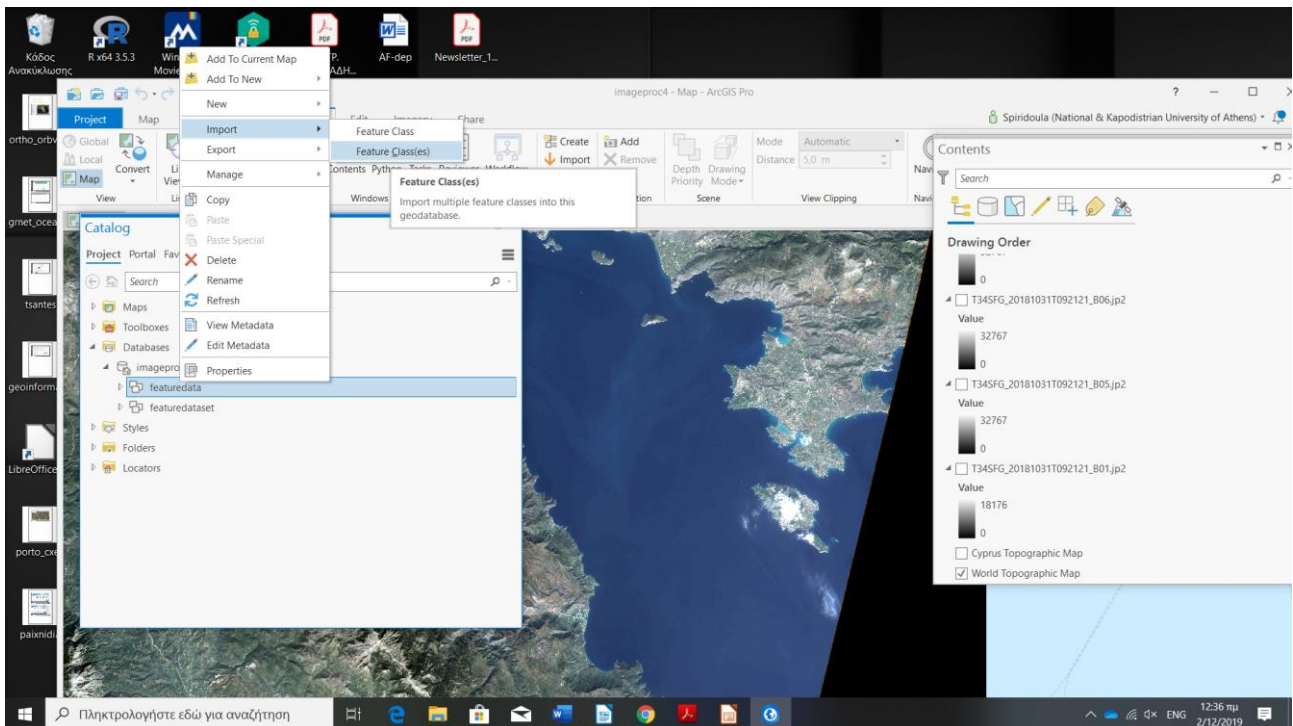 Κάδος
Ανακύκλωσης
R x64 3.5.3
AF-dep
Newsletter_1...
Add To Current Map
Add To New
New
Import
Export
Manage
Copy
Paste
Paste Special
Delete
Rename
Refresh
View Metadata
Edit Metadata
Properties
Feature Class
Feature Class(es)
Feature Class(es)
Import multiple feature classes into this
geodatabase.
imageproc4 - Map - ArcGIS Pro
?
Spiridoula (National & Kapodistrian University of Athens)
Project
Map
Share
Global
Local
Map
Convert
View
Windows
Create
Import
Add
Remove
Depth Priority
Drawing Mode
Scene
Mode
Automatic
Distance
5,0 m
View Clipping
Navi
Catalog
Project
Portal
Fav
Search
Maps
Toolboxes
Databases
imagepro
featuredata
featuredataset
Styles
Folders
Locators
Contents
Search
Drawing Order
0
T34SFG_20181031T092121_B06.jp2
Value
32767
0
T34SFG_20181031T092121_B05.jp2
Value
32767
0
T34SFG_20181031T092121_B01.jp2
Value
18176
0
Cyprus Topographic Map
World Topographic Map
ortho_orbv
grnet_ocea
tsantes
geoinform
LibreOffice
porto_cxe
paixnidi
Πληκτρολογήστε εδώ για αναζήτηση
ENG
12:36 πμ
2/12/2019